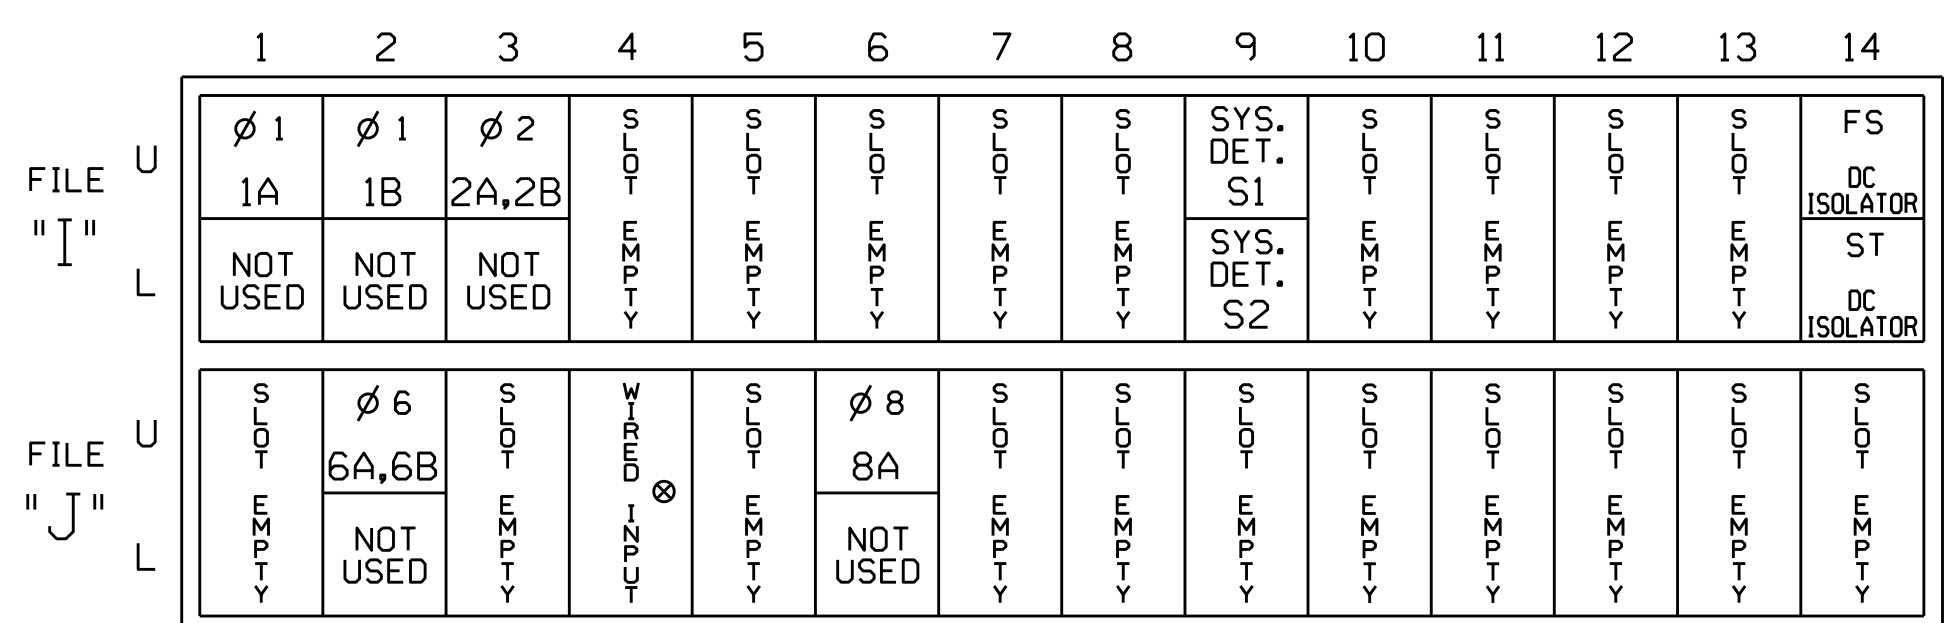 1 2 3 4 5 6 7 8 9 10 11 12 13 14
FILE
"I"
U
L
Ø 1
1A
NOT
USED
Ø 1
1B
NOT
USED
Ø 2
2A,2B
NOT
USED
SLOT EMPTY
SLOT EMPTY
SLOT EMPTY
SLOT EMPTY
SLOT EMPTY
SYS.
DET.
S1
SYS.
DET.
S2
SLOT EMPTY
SLOT EMPTY
SLOT EMPTY
SLOT EMPTY
FS
DC
ISOLATOR
ST
DC
ISOLATOR
FILE
"J"
U
L
SLOT EMPTY
Ø 6
6A,6B
NOT
USED
SLOT EMPTY
WIRED INPUT
⊗
SLOT EMPTY
Ø 8
8A
NOT
USED
SLOT EMPTY
SLOT EMPTY
SLOT EMPTY
SLOT EMPTY
SLOT EMPTY
SLOT EMPTY
SLOT EMPTY
SLOT EMPTY